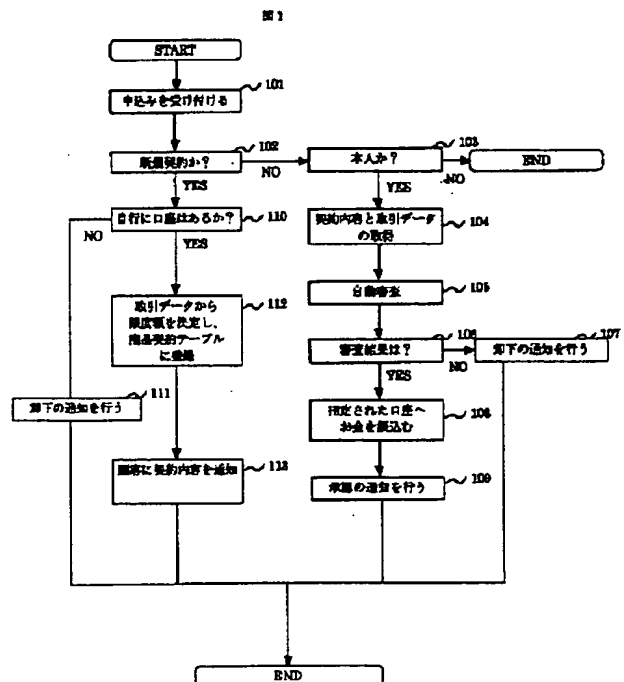 図1
START
101
申込みを受け付ける
102
新規契約か?
NO
YES
103
本人か?
NO
END
YES
110
自行に口座はあるか?
NO
YES
契約内容と取引データ
の取得
104
自動審査
105
112
取引データから
限度額を決定し、
商品契約テーブル
に登録
106
審査結果は?
NO
YES
107
却下の通知を行う
111
却下の通知を行う
指定された口座へ
お金を振込む
108
顧客に契約内容を通知
113
承認の通知を行う
109
END